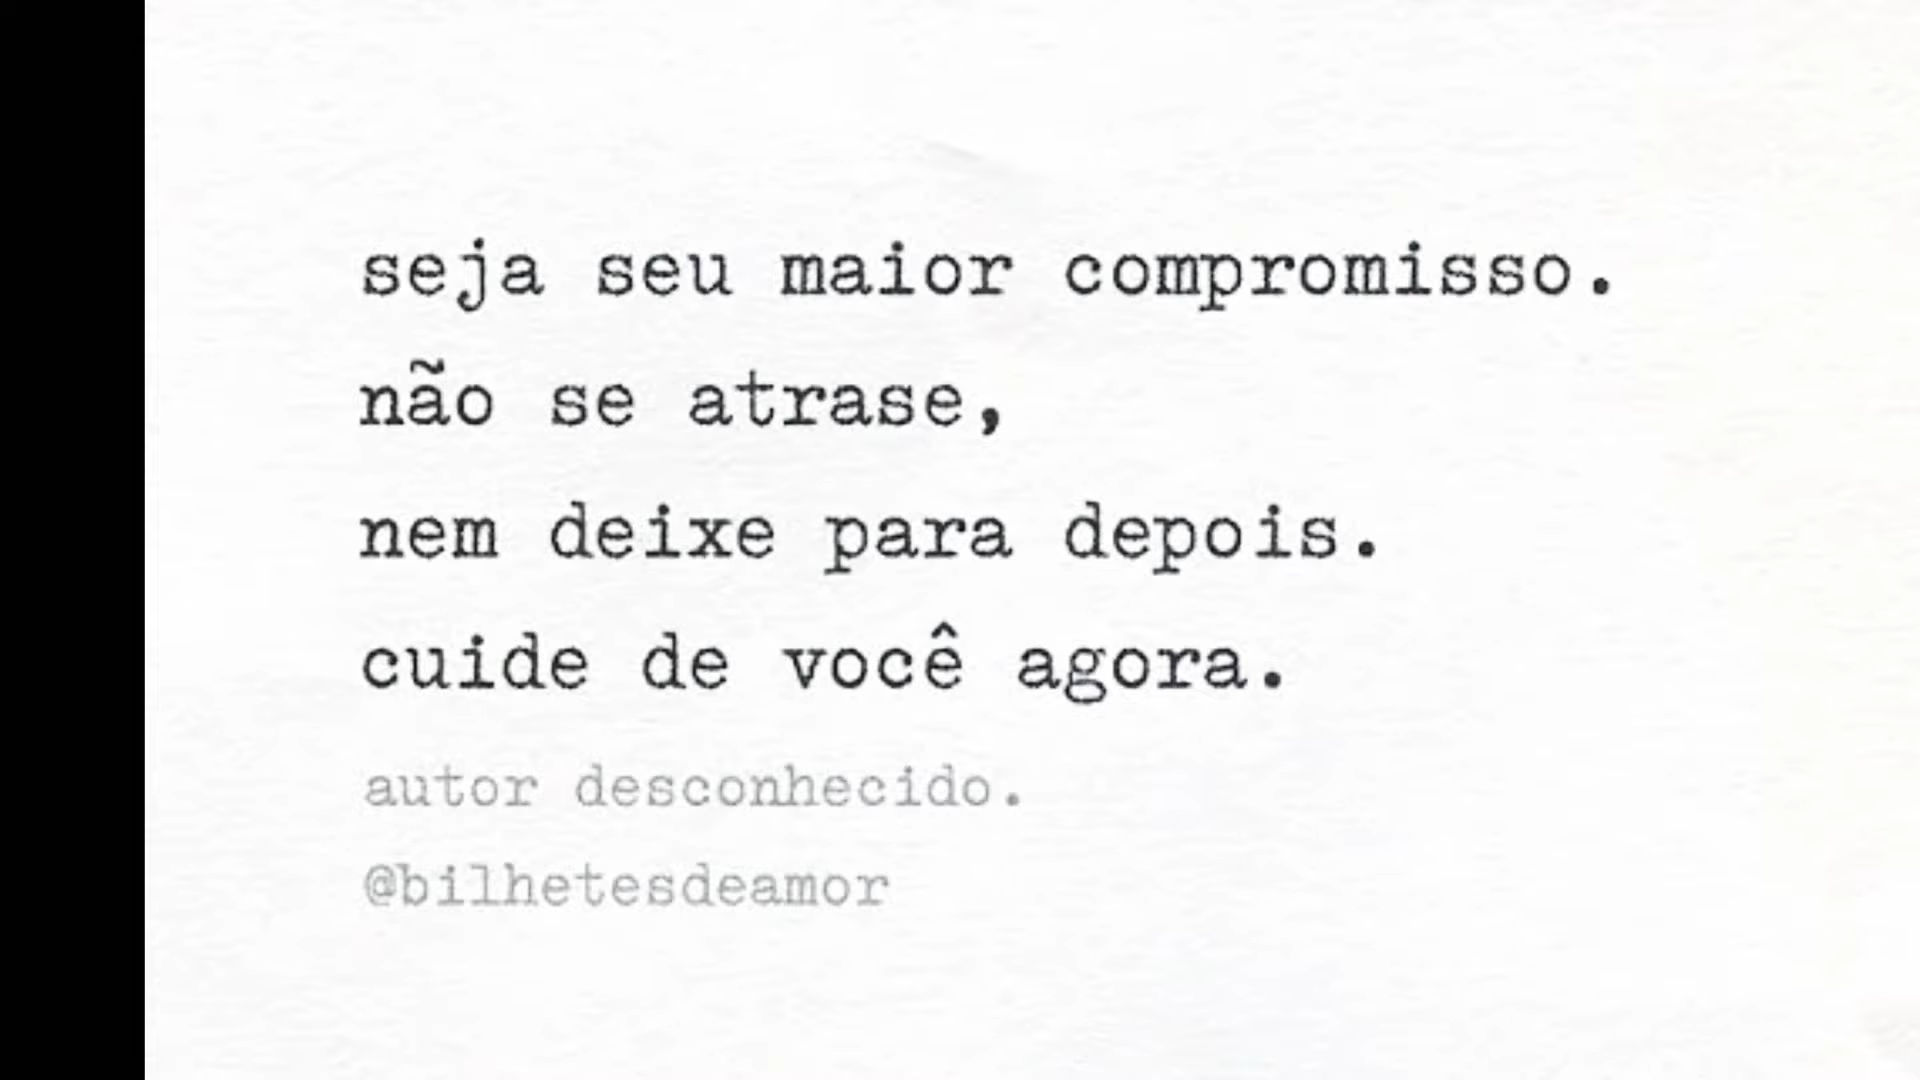 seja seu maior compromisso.
não se atrase,
nem deixe para depois.
cuide de você agora.
autor desconhecido.
@bilhetesdeamor